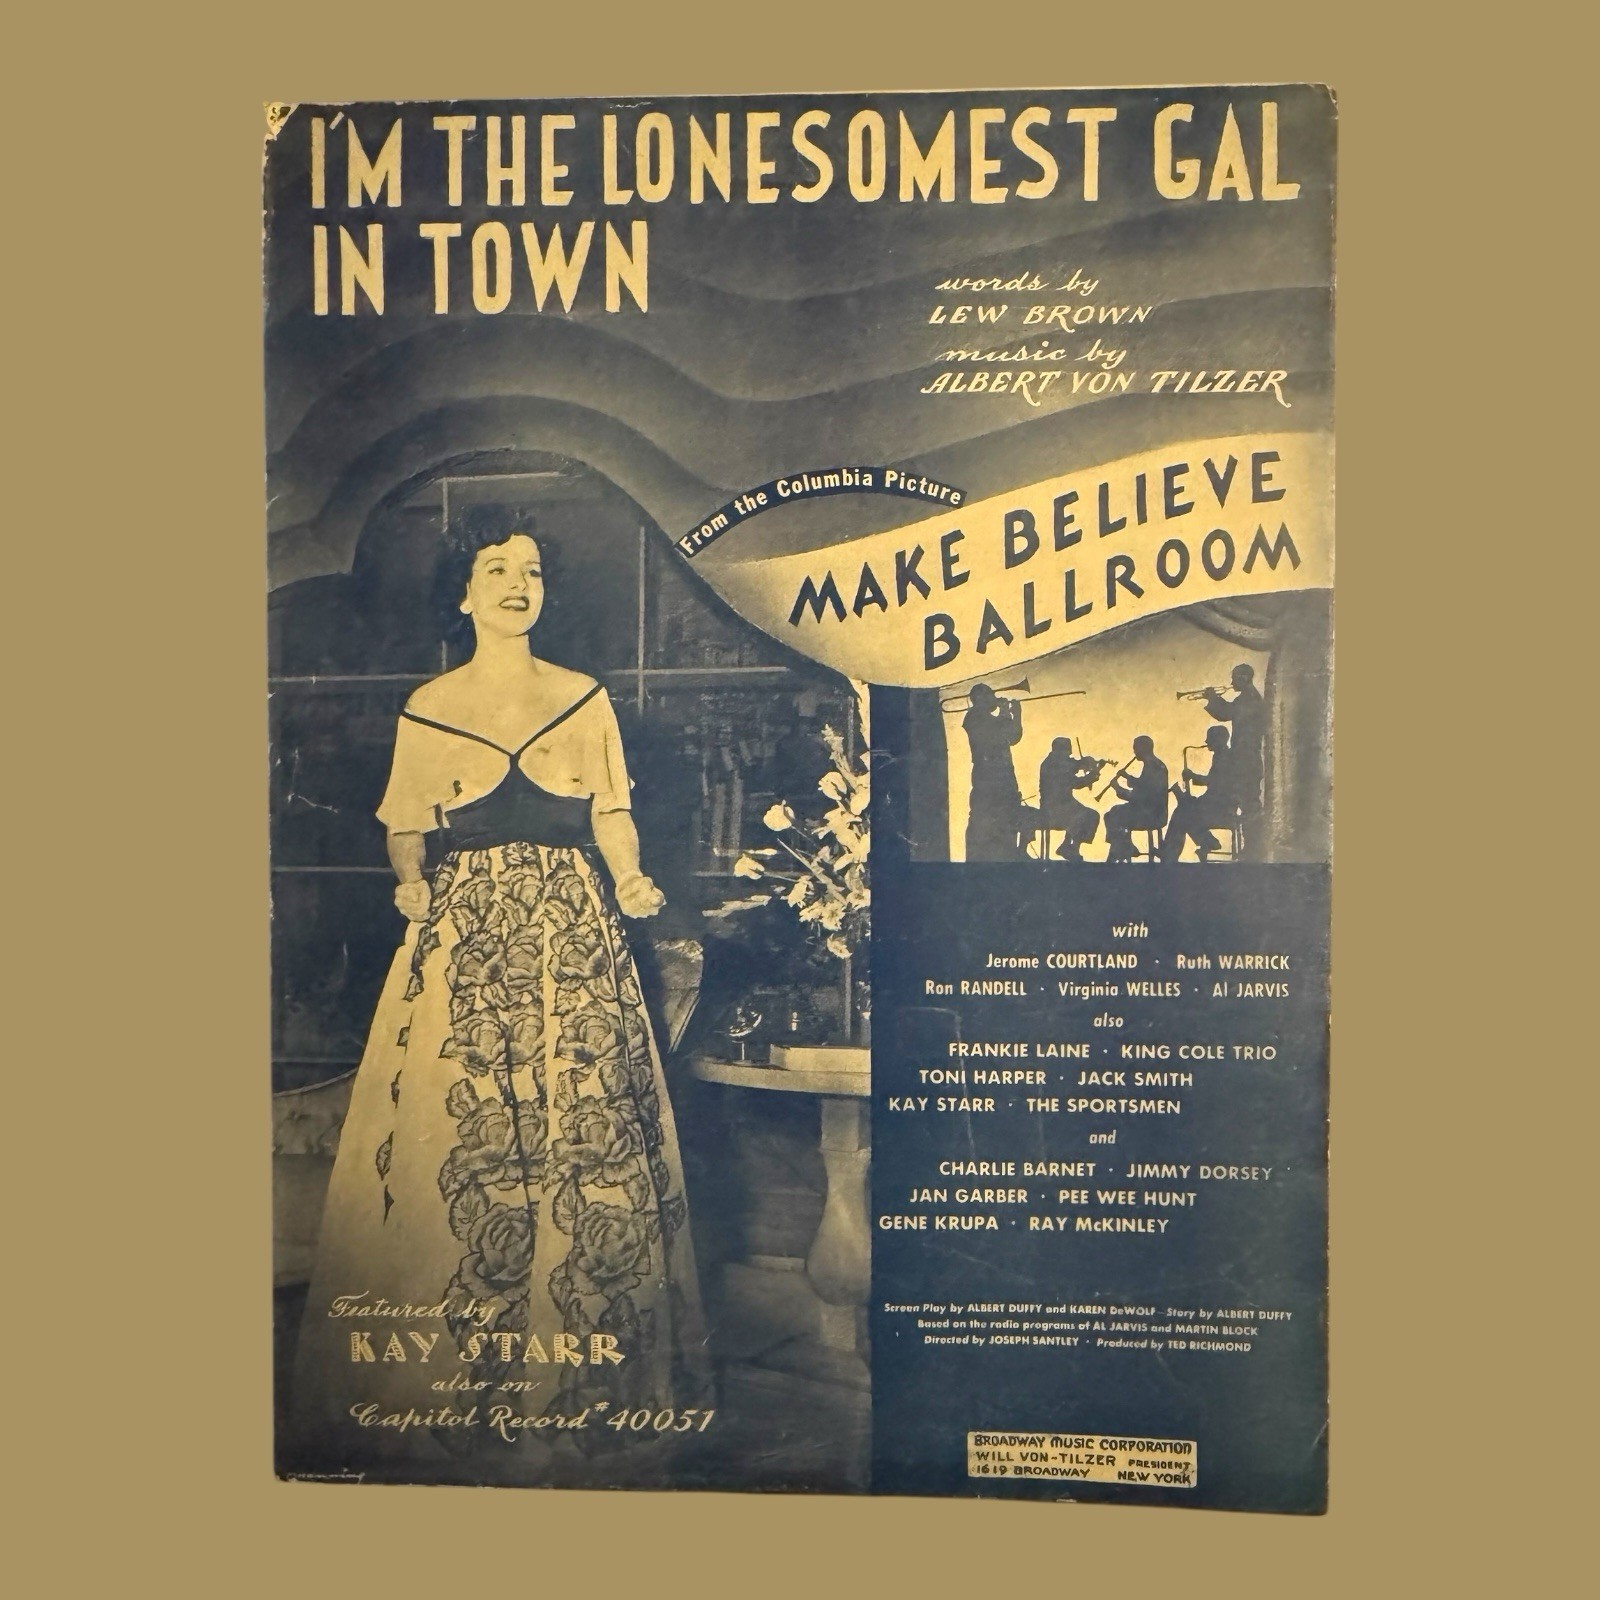 I'M THE LONESOMEST GAL
IN TOWN
words by
LEW BROWN
music by
ALBERT VON TILZER
From the Columbia Picture
MAKE BELIEVE
BALLROOM
with
Jerome COURTLAND · Ruth WARRICK
Ron RANDELL · Virginia WELLES · Al JARVIS
also
FRANKIE LAINE · KING COLE TRIO
TONI HARPER · JACK SMITH
KAY STARR · THE SPORTSMEN
and
CHARLIE BARNET · JIMMY DORSEY
JAN GARBER · PEE WEE HUNT
GENE KRUPA · RAY McKINLEY
Screen Play by ALBERT DUFFY and KAREN DeWOLF - Story by ALBERT DUFFY
Based on the radio programs of AL JARVIS and MARTIN BLOCK
Directed by JOSEPH SANTLEY · Produced by TED RICHMOND
Featured by
KAY STARR
also on
Capitol Record #40051
BROADWAY MUSIC CORPORATION
WILL VON-TILZER PRESIDENT
1619 BROADWAY NEW YORK